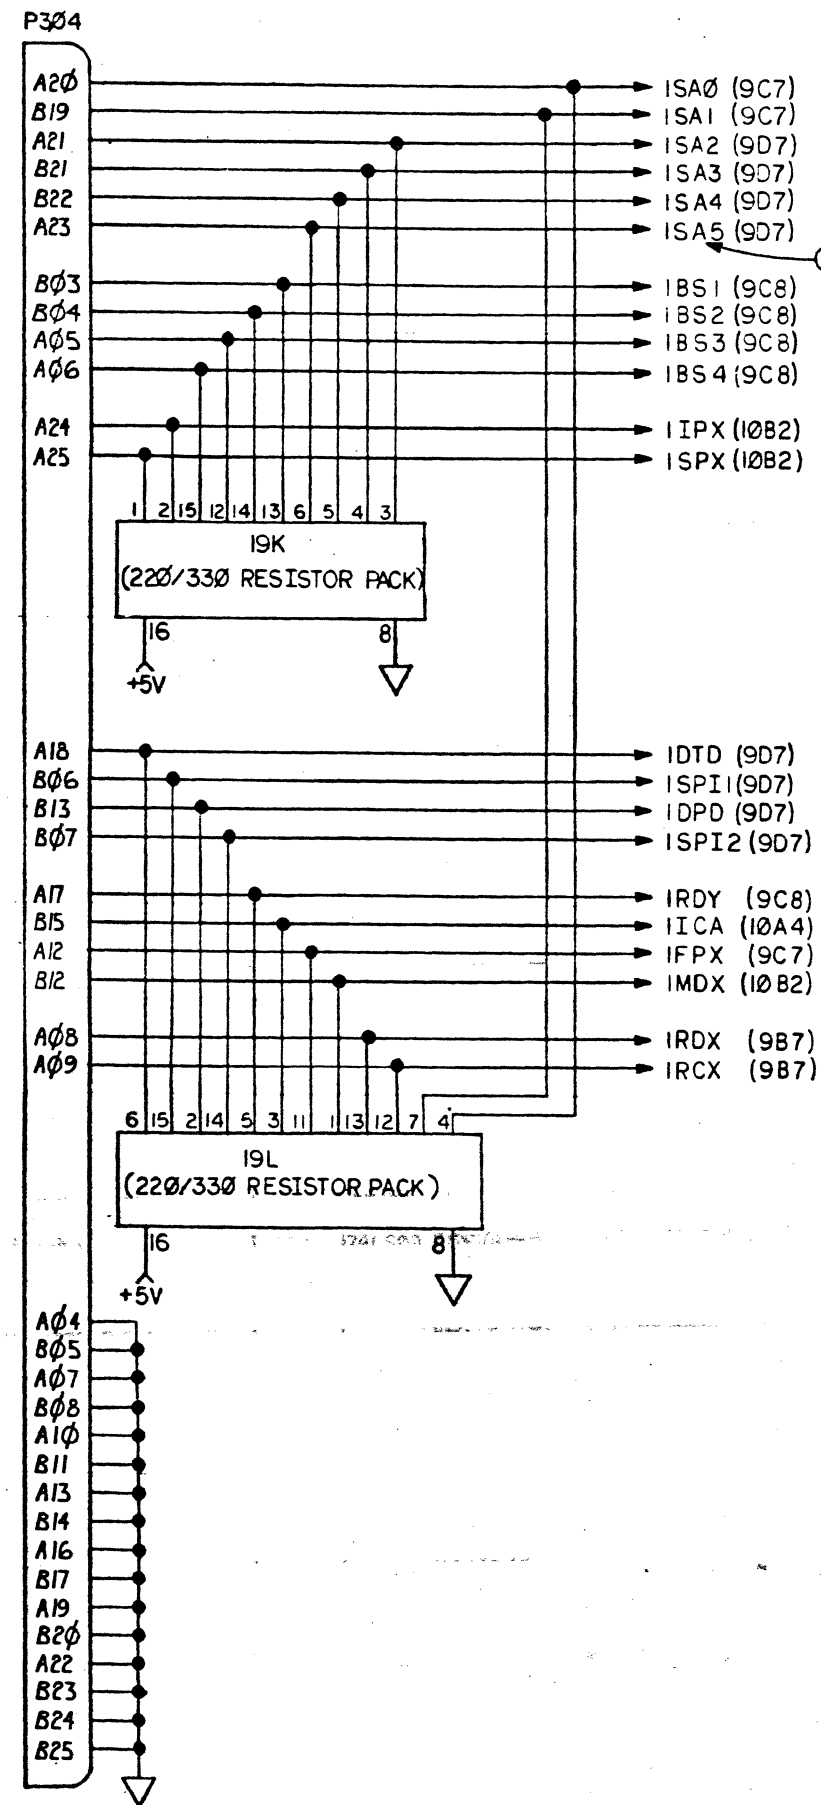 P3Ø4
A2Ø ISAØ (9C7)
B19 ISA1 (9C7)
A21 ISA2 (9D7)
B21 ISA3 (9D7)
B22 ISA4 (9D7)
A23 ISA5 (9D7)
BØ3 IBS1 (9C8)
BØ4 IBS2 (9C8)
AØ5 IBS3 (9C8)
AØ6 IBS4 (9C8)
A24 IIPX (1ØB2)
A25 ISPX (1ØB2)
1 2 15 12 14 13 6 5 4 3
19K
(22Ø/33Ø RESISTOR PACK)
16 8
+5V
A18 IDTD (9D7)
BØ6 ISPI1 (9D7)
B13 IDPD (9D7)
BØ7 ISPI2 (9D7)
A17 IRDY (9C8)
B15 IICA (1ØA4)
A12 IFPX (9C7)
B12 IMDX (1ØB2)
AØ8 IRDX (9B7)
AØ9 IRCX (9B7)
6 15 2 14 5 3 11 1 13 12 7 4
19L
(22Ø/33Ø RESISTOR PACK)
16 8
+5V
AØ4
BØ5
AØ7
BØ8
A1Ø
B11
A13
B14
A16
B17
A19
B2Ø
A22
B23
B24
B25